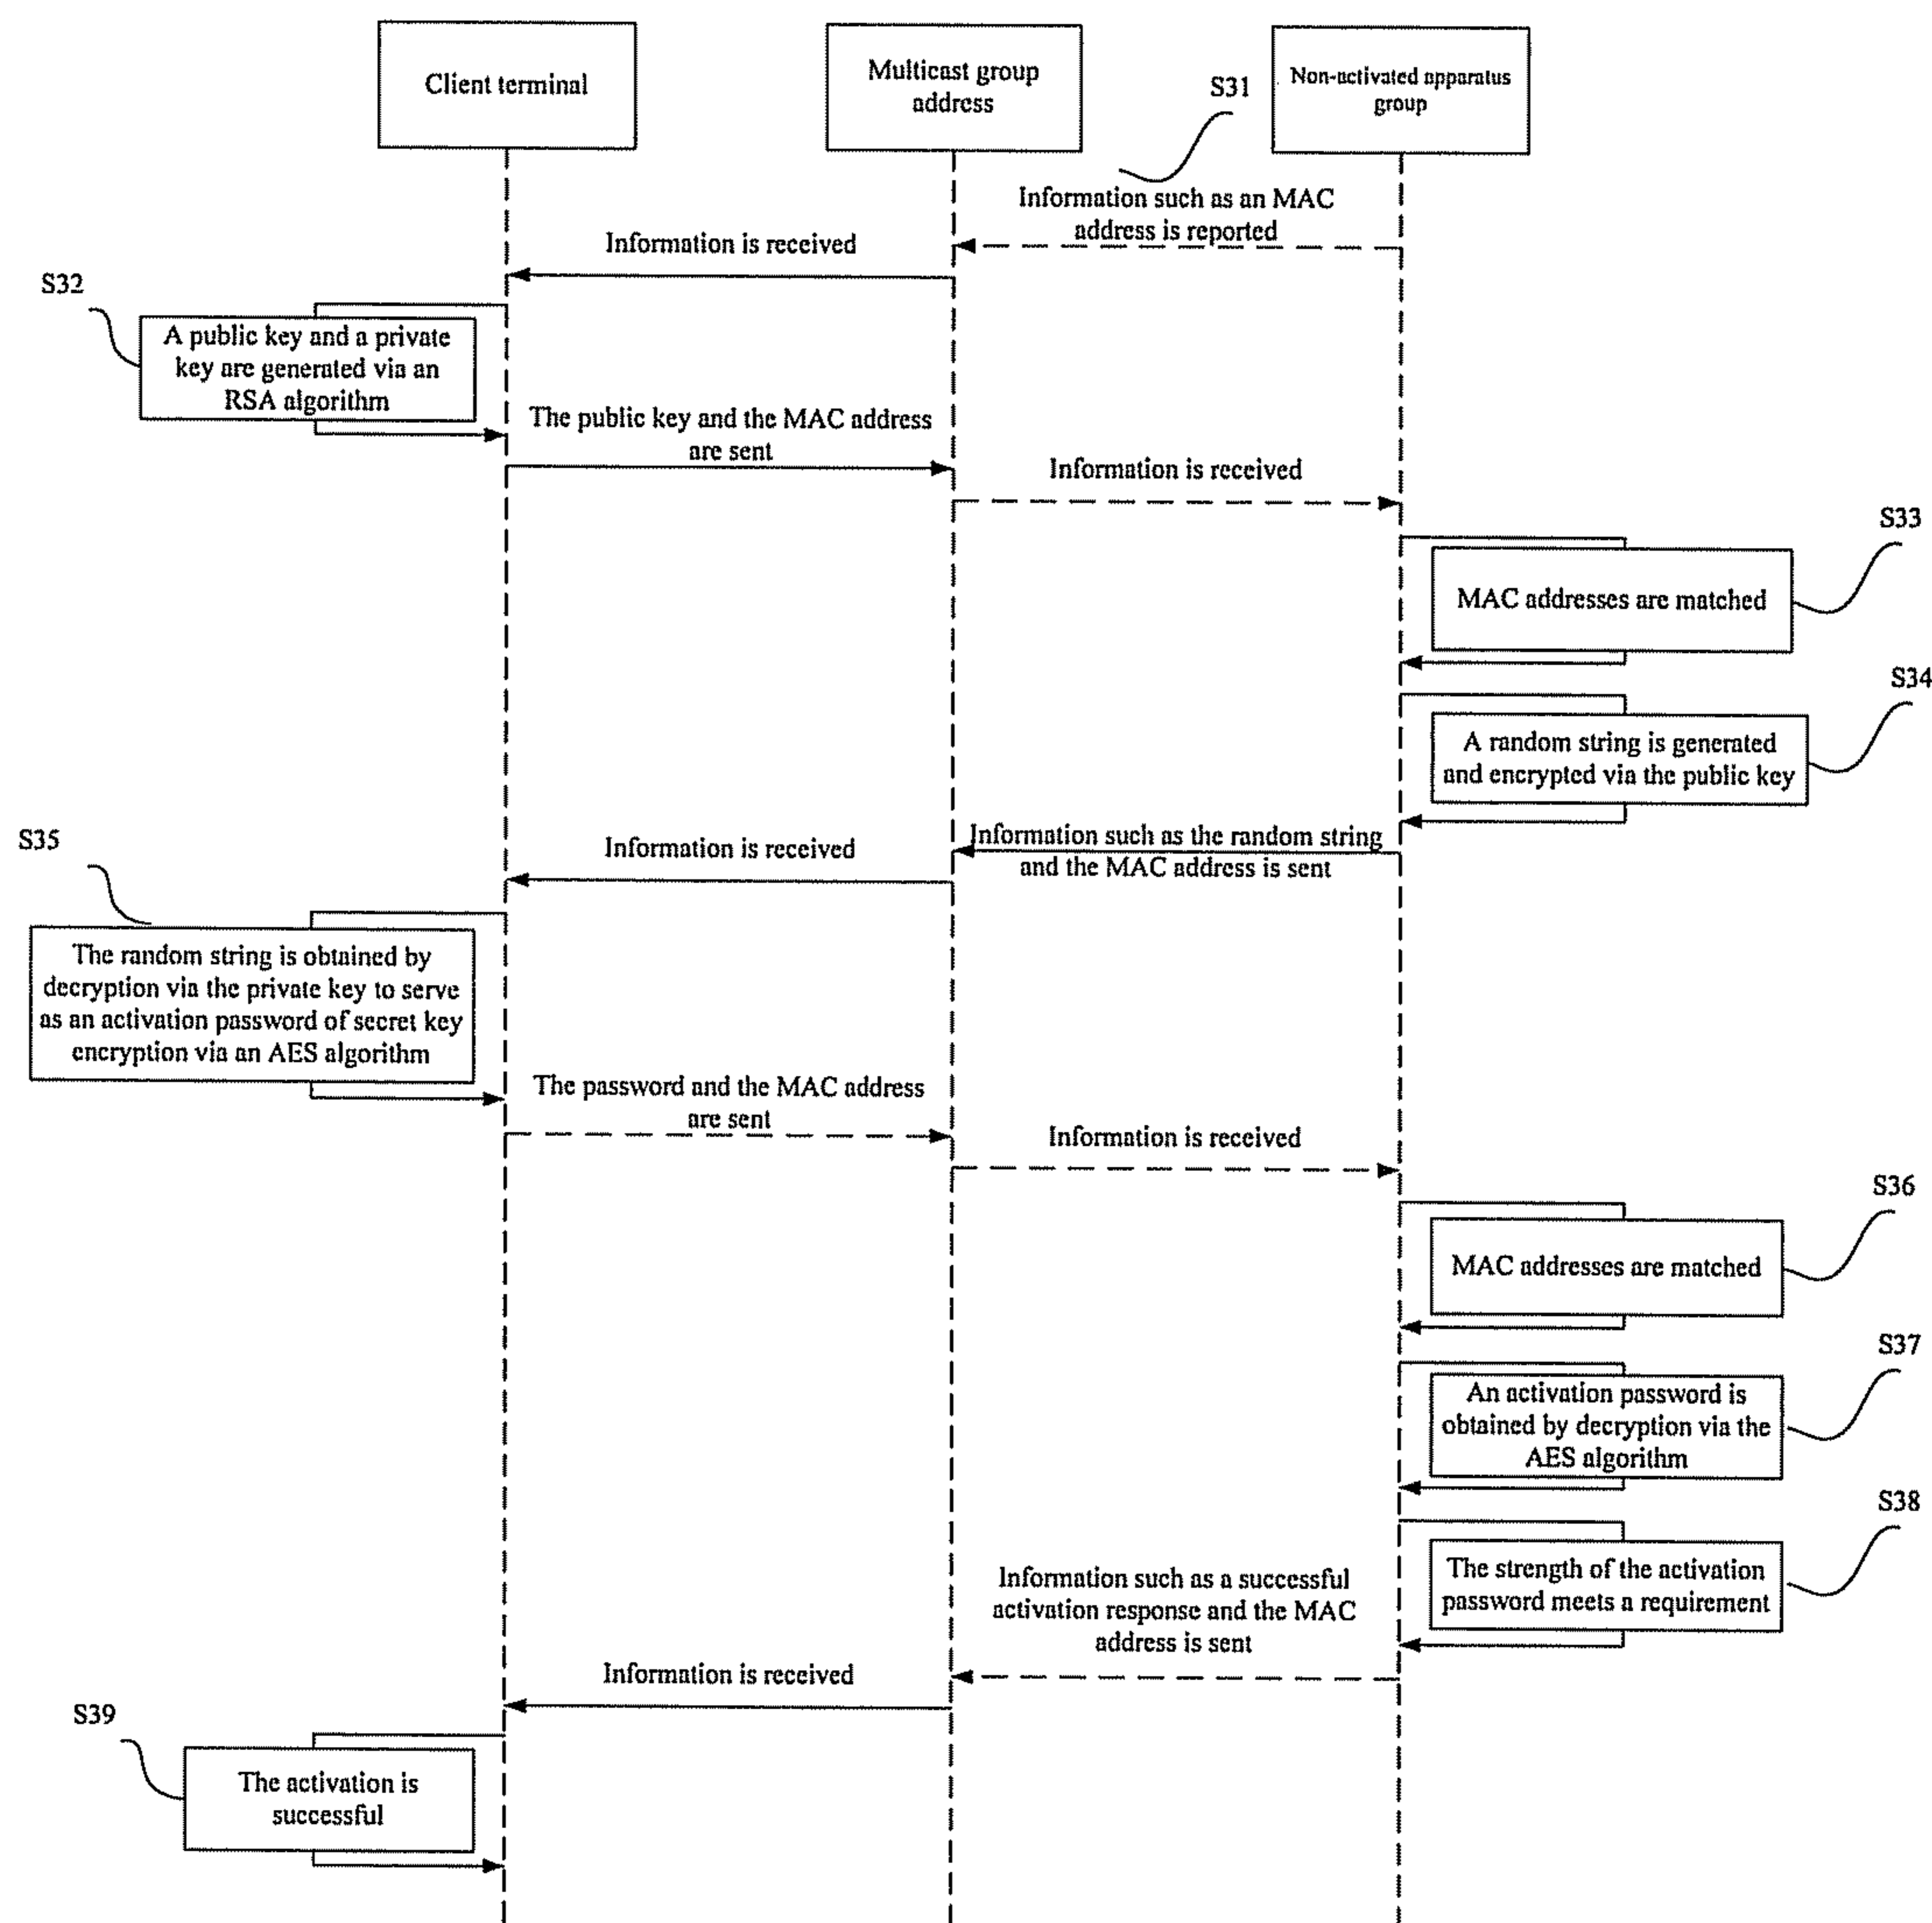 Client terminal
Multicast group
address
Non-activated apparatus
group
S31
Information such as an MAC
address is reported
Information is received
S32
A public key and a private
key are generated via an
RSA algorithm
The public key and the MAC address
are sent
Information is received
S33
MAC addresses are matched
S34
A random string is generated
and encrypted via the public key
Information such as the random string
and the MAC address is sent
Information is received
S35
The random string is obtained by
decryption via the private key to serve
as an activation password of secret key
encryption via an AES algorithm
The password and the MAC address
are sent
Information is received
S36
MAC addresses are matched
S37
An activation password is
obtained by decryption via the
AES algorithm
S38
The strength of the activation
password meets a requirement
Information such as a successful
activation response and the MAC
address is sent
Information is received
S39
The activation is
successful